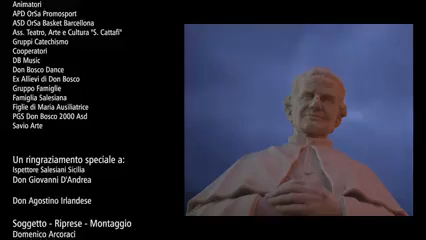 Animatori
APD OrSa Promosport
ASD OrSa Basket Barcellona
Ass. Teatro, Arte e Cultura "S. Cattafi"
Gruppi Catechismo
Cooperatori
DB Music
Don Bosco Dance
Ex Allievi di Don Bosco
Gruppo Famiglie
Famiglia Salesiana
Figlie di Maria Ausiliatrice
PGS Don Bosco 2000 Asd
Savio Arte
Un ringraziamento speciale a:
Ispettore Salesiani Sicilia
Don Giovanni D'Andrea
Don Agostino Irlandese
Soggetto - Riprese - Montaggio
Domenico Arcoraci